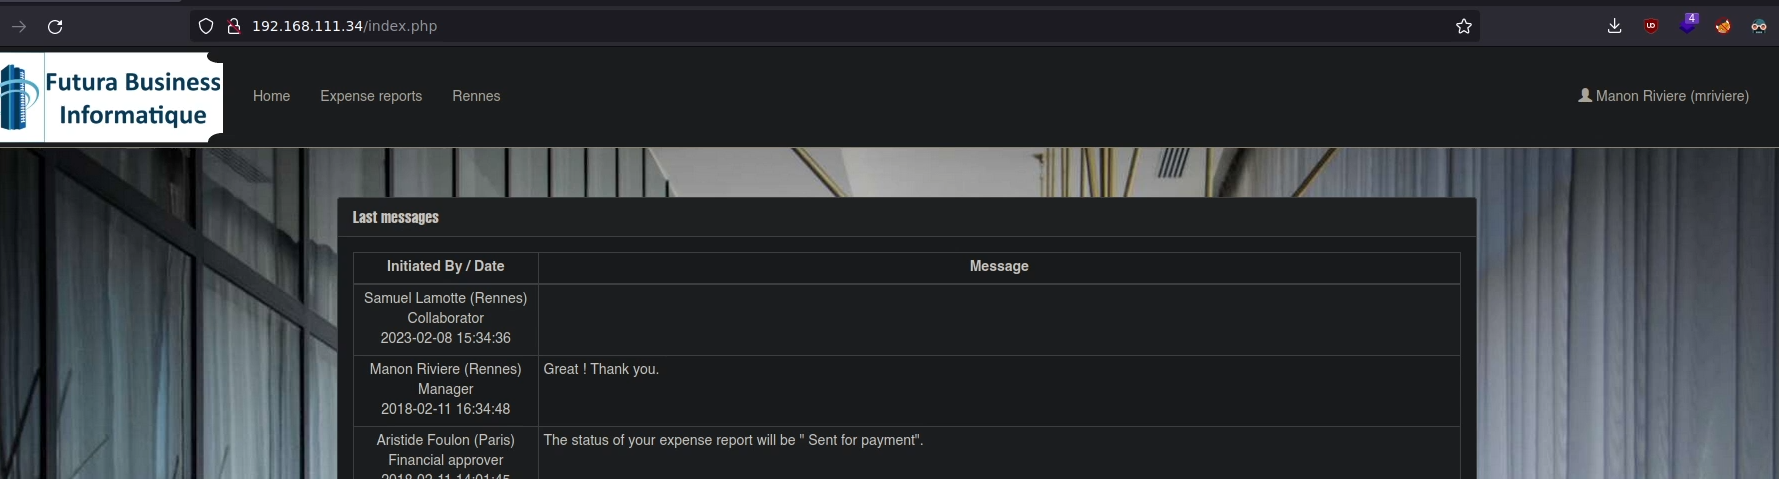 192.168.111.34/index.php
4
Futura Business
Informatique
Home
Expense reports
Rennes
Manon Riviere (mriviere)
Last messages
Initiated By / Date
Message
Samuel Lamotte (Rennes)
Collaborator
2023-02-08 15:34:36
Manon Riviere (Rennes)
Manager
2018-02-11 16:34:48
Great ! Thank you.
Aristide Foulon (Paris)
Financial approver
The status of your expense report will be " Sent for payment".